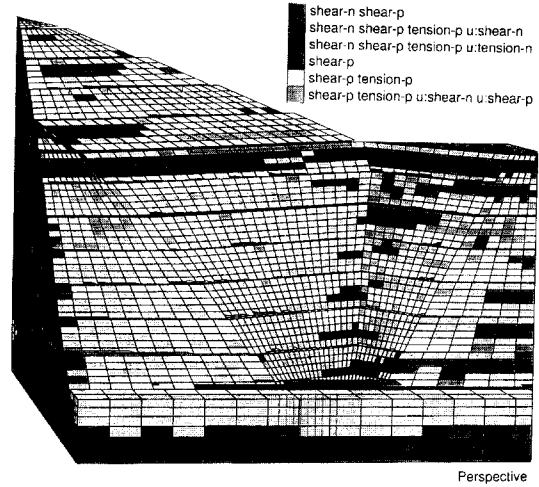 shear-n shear-p
shear-n shear-p tension-p u:shear-n
shear-n shear-p tension-p u:tension-n
shear-p
shear-p tension-p
shear-p tension-p u:shear-n u:shear-p
Perspective